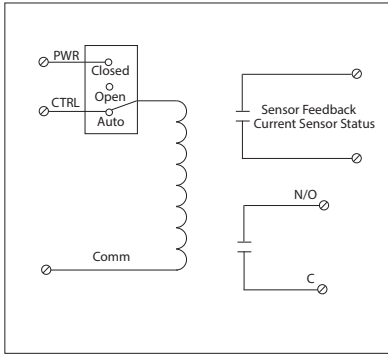 PWR
Closed
Open
CTRL
Auto
Comm
Sensor Feedback
Current Sensor Status
N/O
C